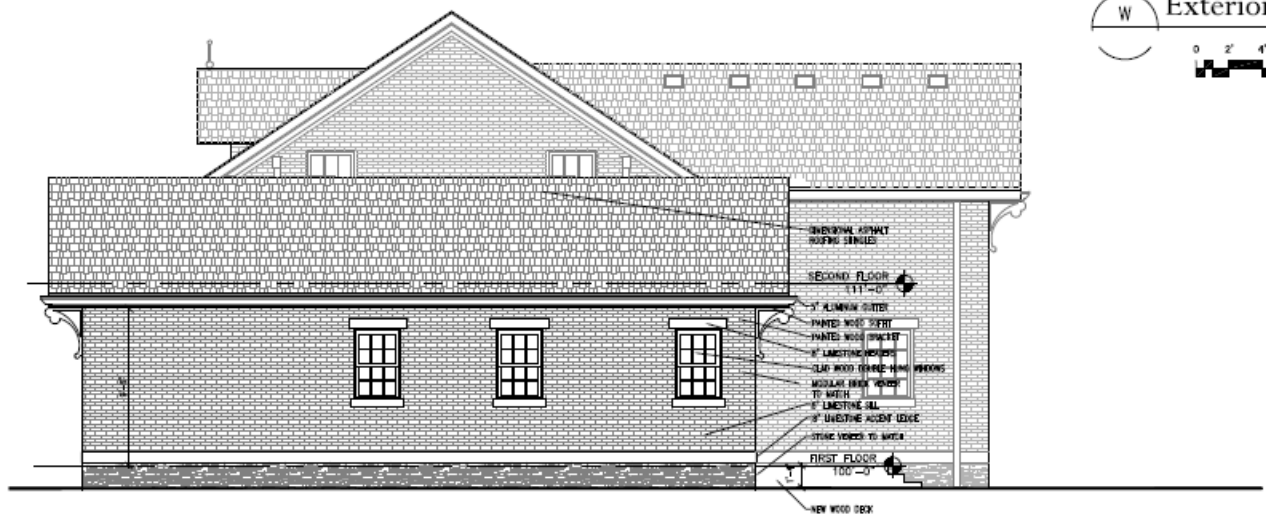 W
Exterior
0 2' 4'
DIMENSIONAL ASPHALT
ROOFING SHINGLES
SECOND FLOOR
111'-0"
5" ALUMINUM GUTTER
PAINTED WOOD SOFFIT
PAINTED WOOD BRACKET
8" LIMESTONE HEADERS
CLAD WOOD DOUBLE HUNG WINDOWS
MODULAR BRICK VENEER
TO MATCH
6" LIMESTONE SILL
8" LIMESTONE ACCENT LEDGE
STONE VENEER TO MATCH
FIRST FLOOR
100'-0"
NEW WOOD DECK